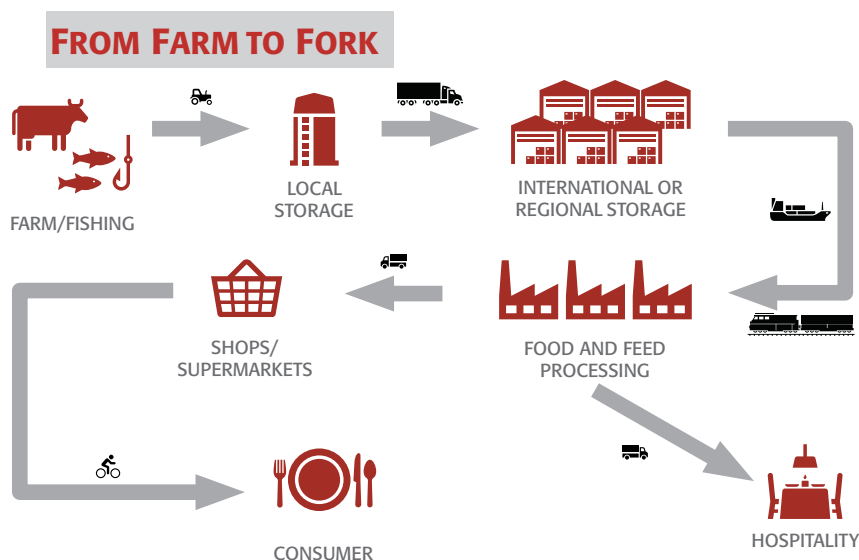 FROM FARM TO FORK
FARM/FISHING
LOCAL
STORAGE
INTERNATIONAL OR
REGIONAL STORAGE
SHOPS/
SUPERMARKETS
FOOD AND FEED
PROCESSING
CONSUMER
HOSPITALITY